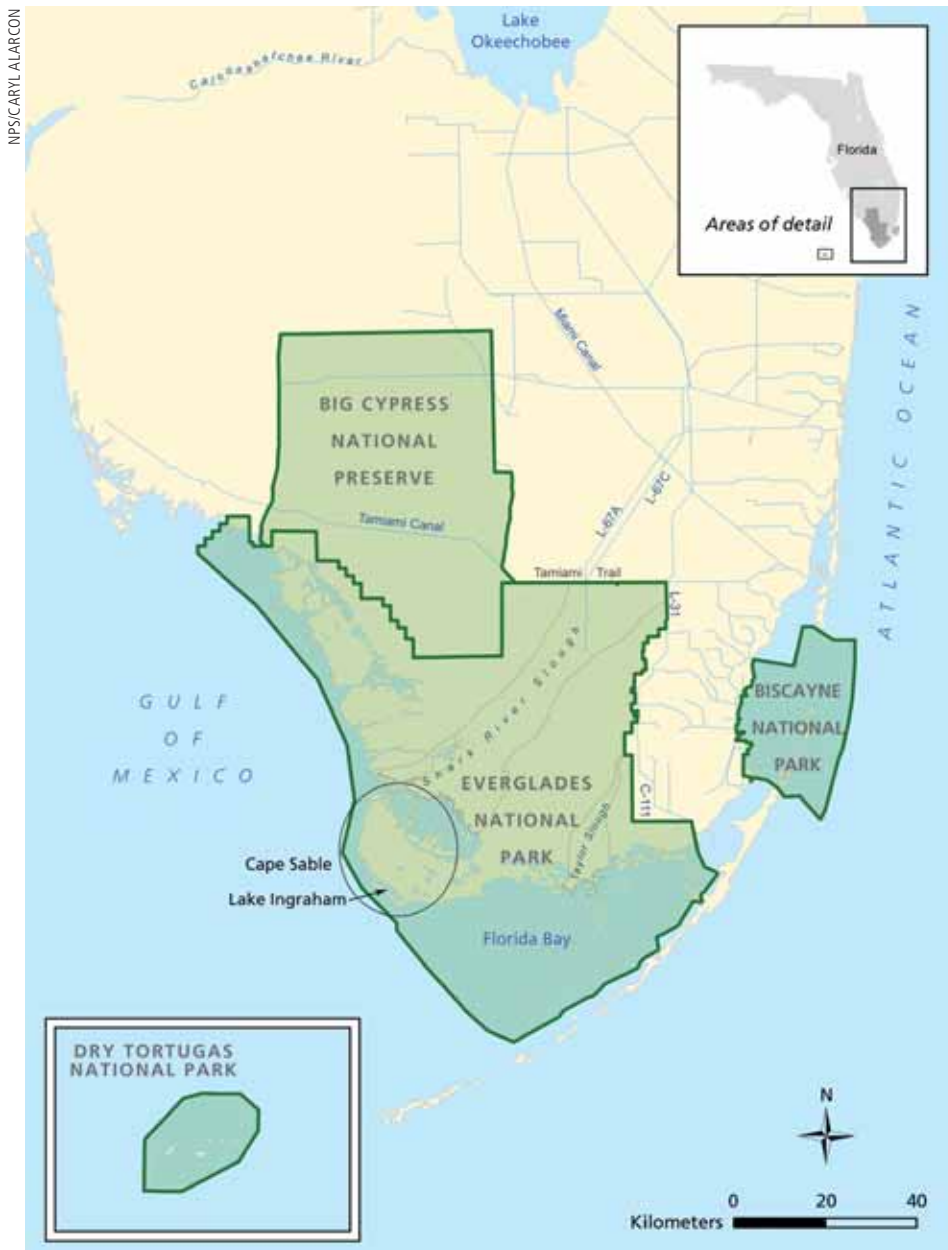 NPS/CARYL ALARCON
Lake
Okeechobee
Caloosahatchee River
Florida
Areas of detail
Miami Canal
ATLANTIC OCEAN
BIG CYPRESS
NATIONAL
PRESERVE
L-67A
L-67C
Tamiami Canal
Tamiami Trail
L-31
Shark River Slough
BISCAYNE
NATIONAL
PARK
GULF
OF
MEXICO
EVERGLADES
NATIONAL
PARK
C-111
Taylor Slough
Cape Sable
Lake Ingraham
Florida Bay
DRY TORTUGAS
NATIONAL PARK
N
0 20 40
Kilometers